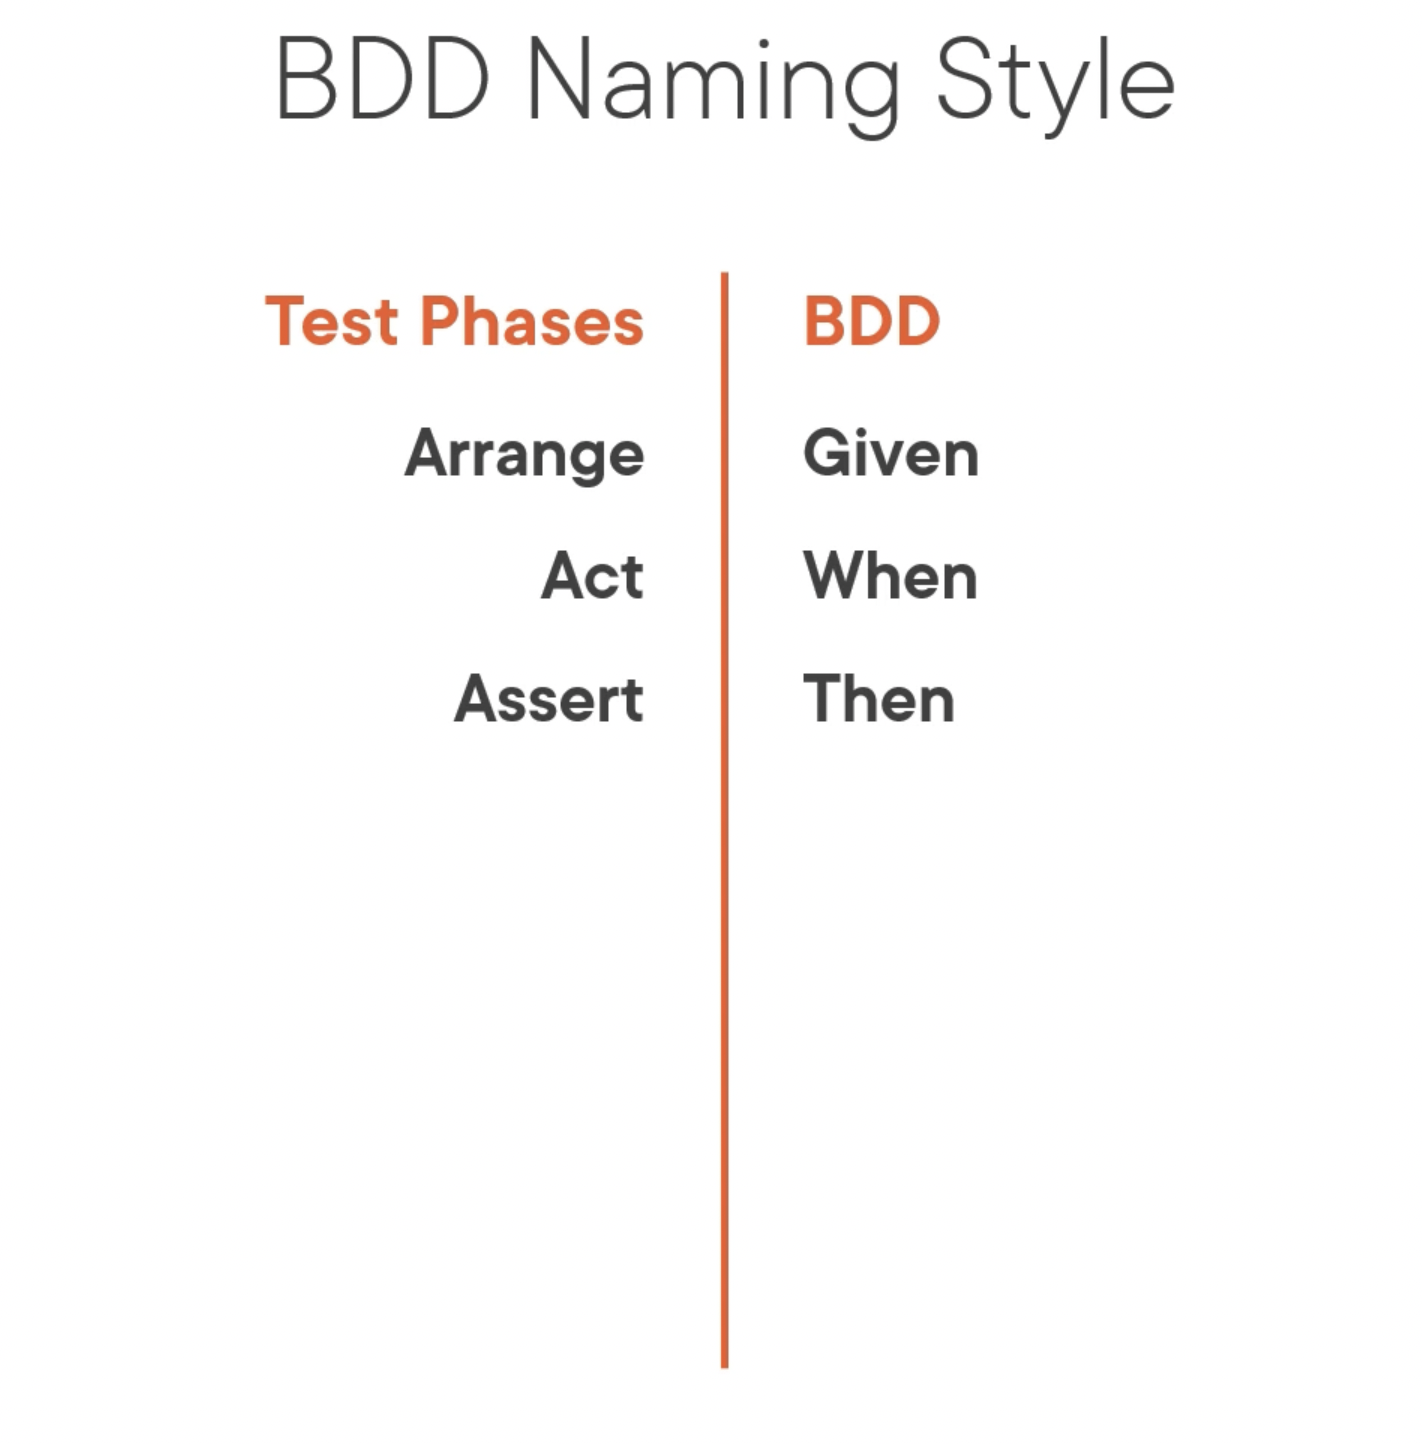 BDD Naming Style
Test Phases BDD
Arrange Given
Act When
Assert Then